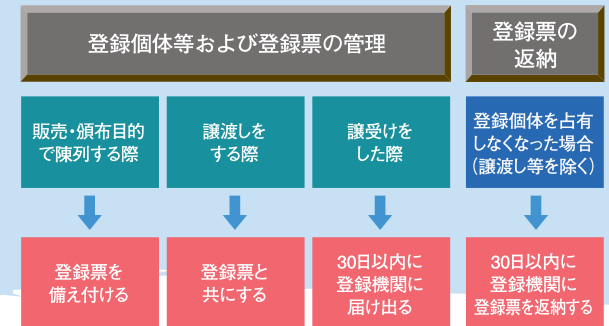 登録個体等および登録票の管理
登録票の
返納
販売・頒布目的
で陳列する際
譲渡しを
する際
譲受けを
した際
登録個体を占有
しなくなった場合
(譲渡し等を除く)
登録票を
備え付ける
登録票と
共にする
30日以内に
登録機関に
届け出る
30日以内に
登録機関に
登録票を返納する